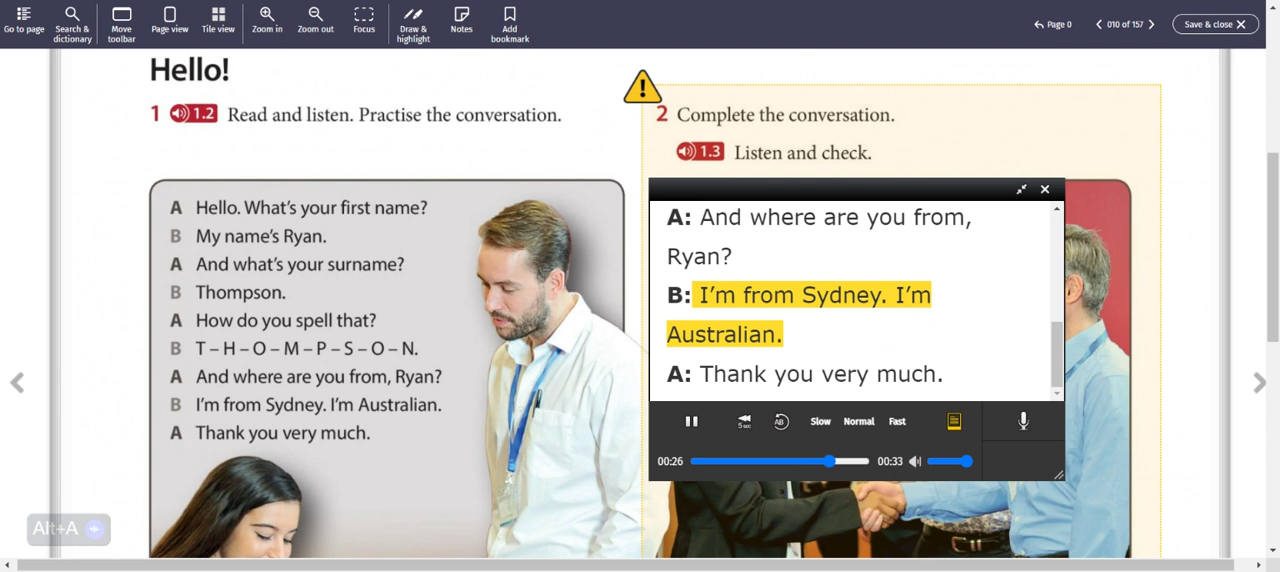 Go to page
Search & dictionary
Move toolbar
Page view
Tile view
Zoom in
Zoom out
Focus
Draw & highlight
Notes
Add bookmark
Page 0
010 of 157
Save & close
Hello!
1 1.2 Read and listen. Practise the conversation.
A Hello. What's your first name?
B My name's Ryan.
A And what's your surname?
B Thompson.
A How do you spell that?
B T – H – O – M – P – S – O – N.
A And where are you from, Ryan?
B I'm from Sydney. I'm Australian.
A Thank you very much.
!
2 Complete the conversation.
1.3 Listen and check.
A: And where are you from,
Ryan?
B: I'm from Sydney. I'm
Australian.
A: Thank you very much.
5 sec
AB
Slow
Normal
Fast
00:26
00:33
Alt+A